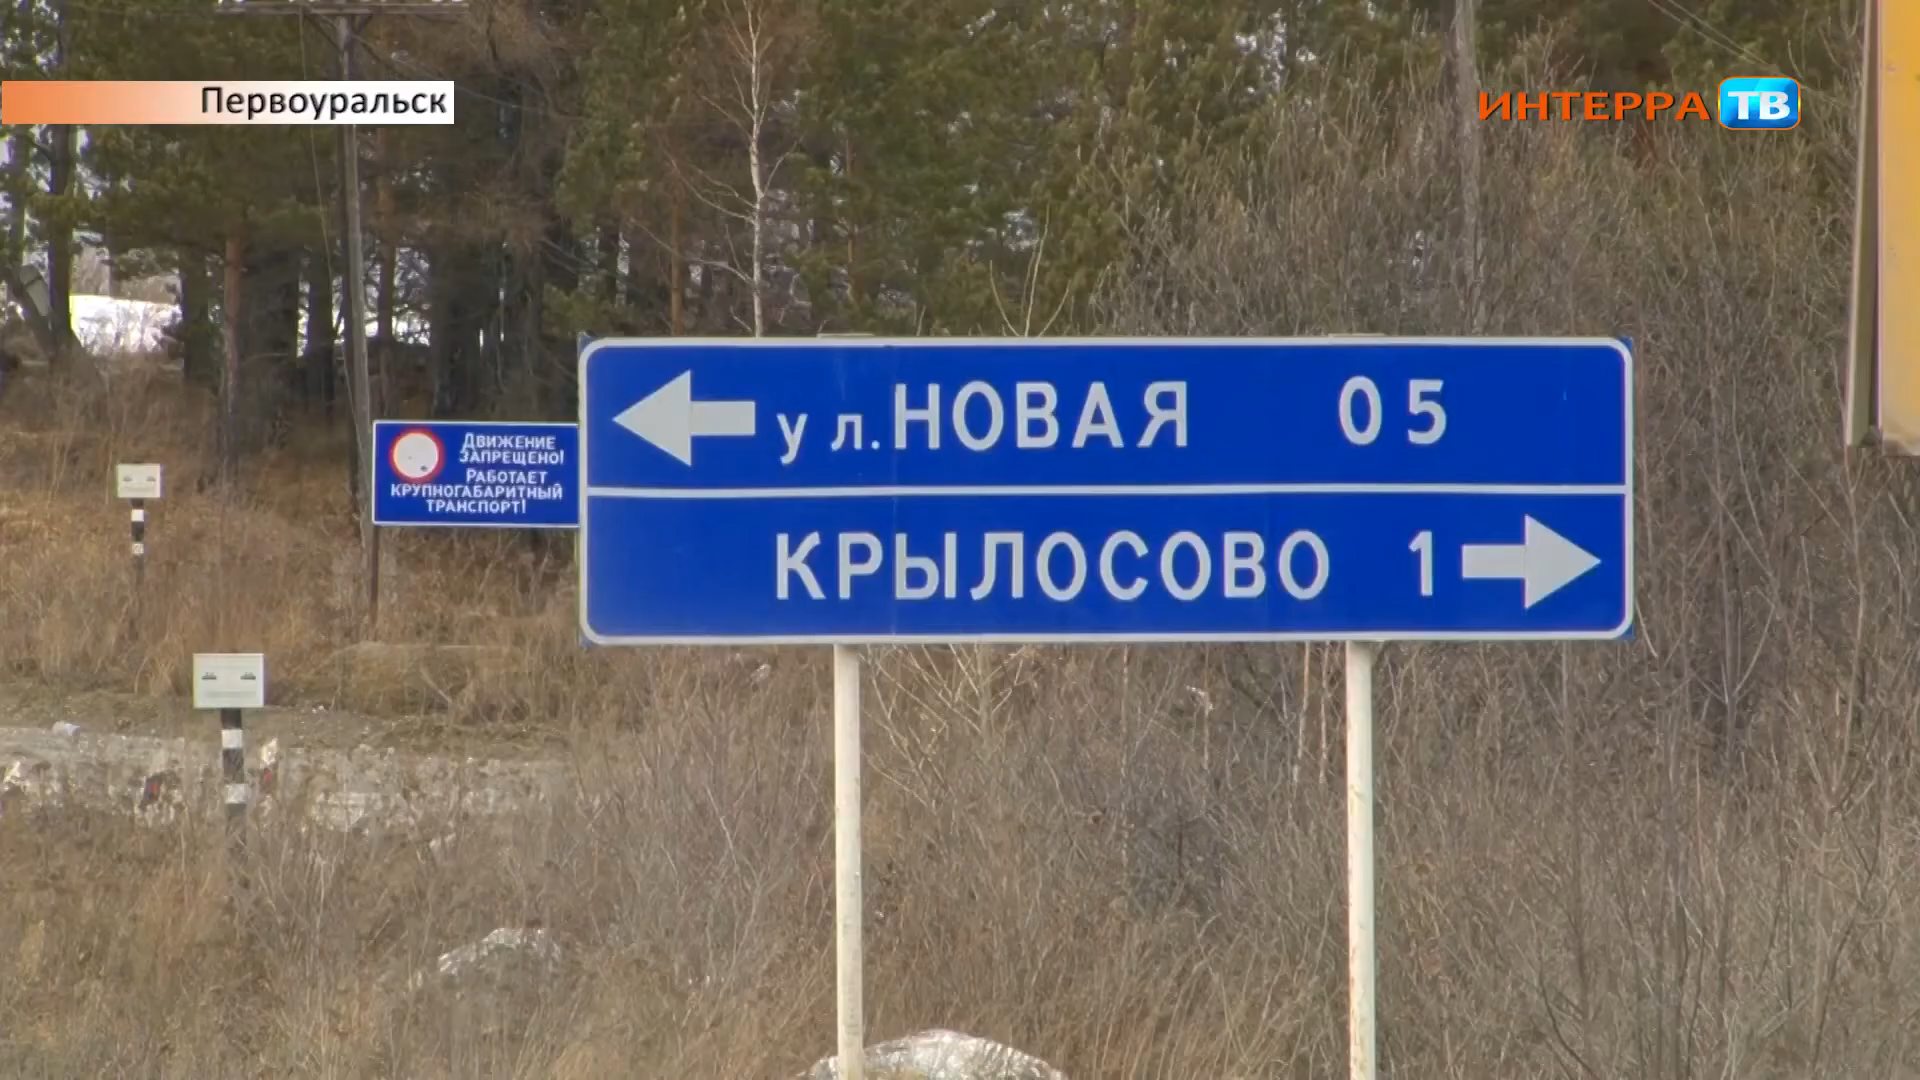 Первоуральск
ИНТЕРРА ТВ
ул. НОВАЯ 05
КРЫЛОСОВО 1
ДВИЖЕНИЕ
ЗАПРЕЩЕНО!
РАБОТАЕТ
КРУПНОГАБАРИТНЫЙ
ТРАНСПОРТ!